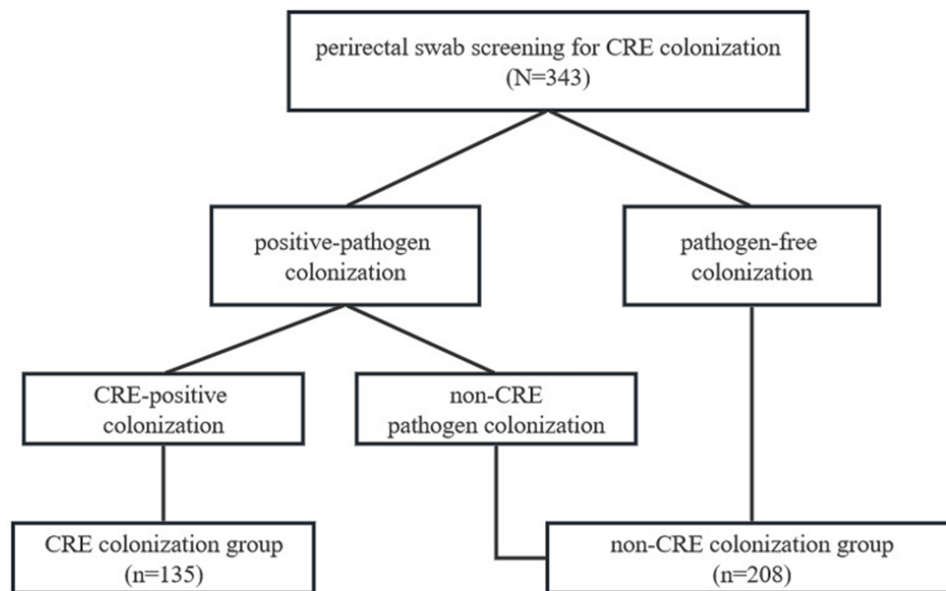 perirectal swab screening for CRE colonization
(N=343)
positive-pathogen
colonization
pathogen-free
colonization
CRE-positive
colonization
non-CRE
pathogen colonization
CRE colonization group
(n=135)
non-CRE colonization group
(n=208)